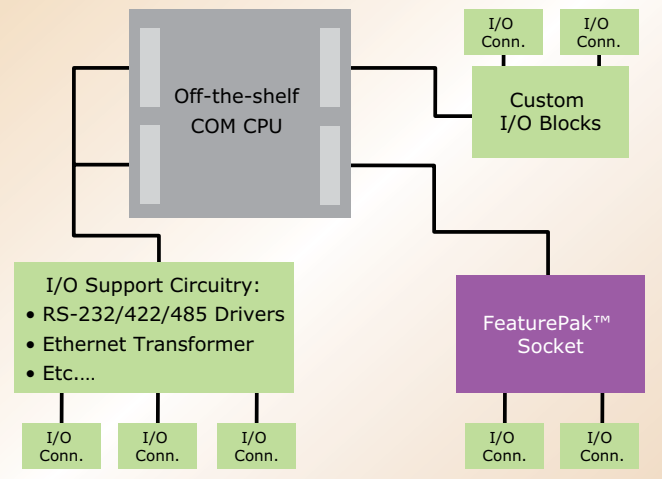 Off-the-shelf
COM CPU
I/O
Conn.
I/O
Conn.
Custom
I/O Blocks
I/O Support Circuitry:
• RS-232/422/485 Drivers
• Ethernet Transformer
• Etc.…
FeaturePak™
Socket
I/O
Conn.
I/O
Conn.
I/O
Conn.
I/O
Conn.
I/O
Conn.